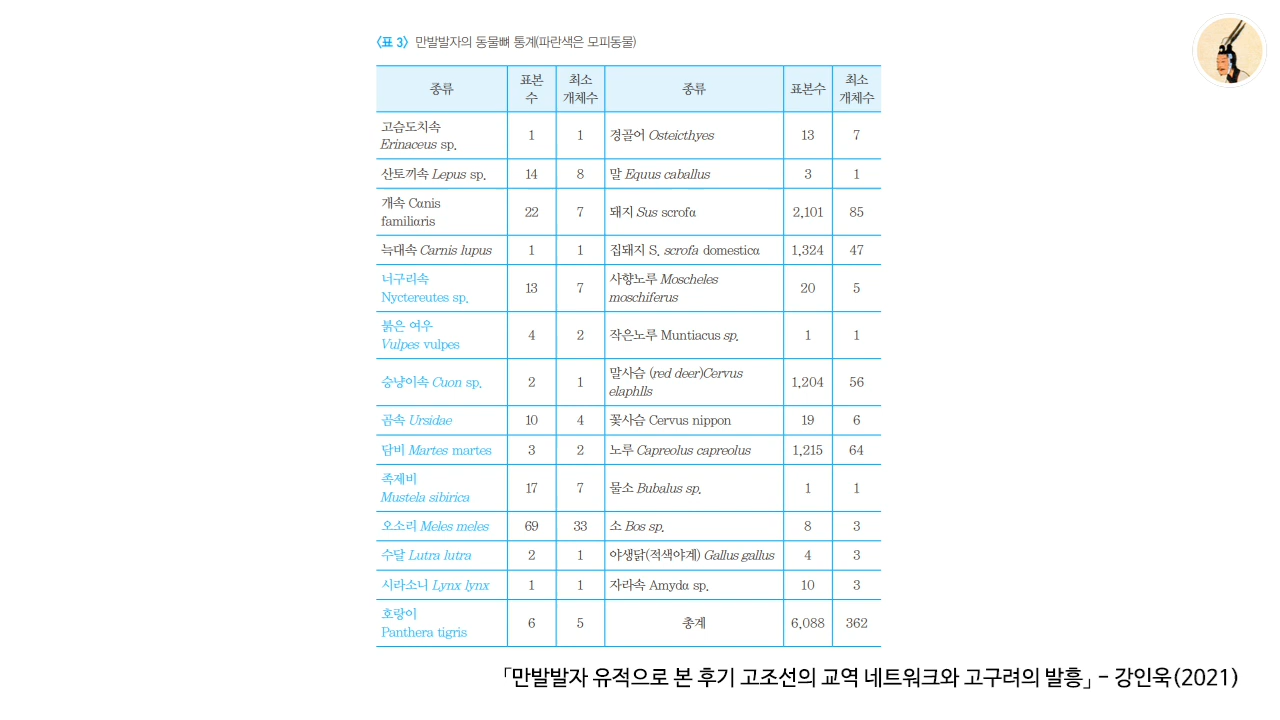 〈표 3〉 만발발자의 동물뼈 통계(파란색은 모피동물)
종류 표본수 최소개체수 종류 표본수 최소개체수
고슴도치속 Erinaceus sp. 1 1 경골어 Osteicthyes 13 7
산토끼속 Lepus sp. 14 8 말 Equus caballus 3 1
개속 Canis familiaris 22 7 돼지 Sus scrofa 2,101 85
늑대속 Carnis lupus 1 1 집돼지 S. scrofa domestica 1,324 47
너구리속 Nyctereutes sp. 13 7 사향노루 Moscheles moschiferus 20 5
붉은 여우 Vulpes vulpes 4 2 작은노루 Muntiacus sp. 1 1
승냥이속 Cuon sp. 2 1 말사슴 (red deer)Cervus elaphlls 1,204 56
곰속 Ursidae 10 4 꽃사슴 Cervus nippon 19 6
담비 Martes martes 3 2 노루 Capreolus capreolus 1,215 64
족제비 Mustela sibirica 17 7 물소 Bubalus sp. 1 1
오소리 Meles meles 69 33 소 Bos sp. 8 3
수달 Lutra lutra 2 1 야생닭(적색야계) Gallus gallus 4 3
시라소니 Lynx lynx 1 1 자라속 Amyda sp. 10 3
호랑이 Panthera tigris 6 5 총계 6,088 362
「만발발자 유적으로 본 후기 고조선의 교역 네트워크와 고구려의 발흥」 - 강인욱(2021)